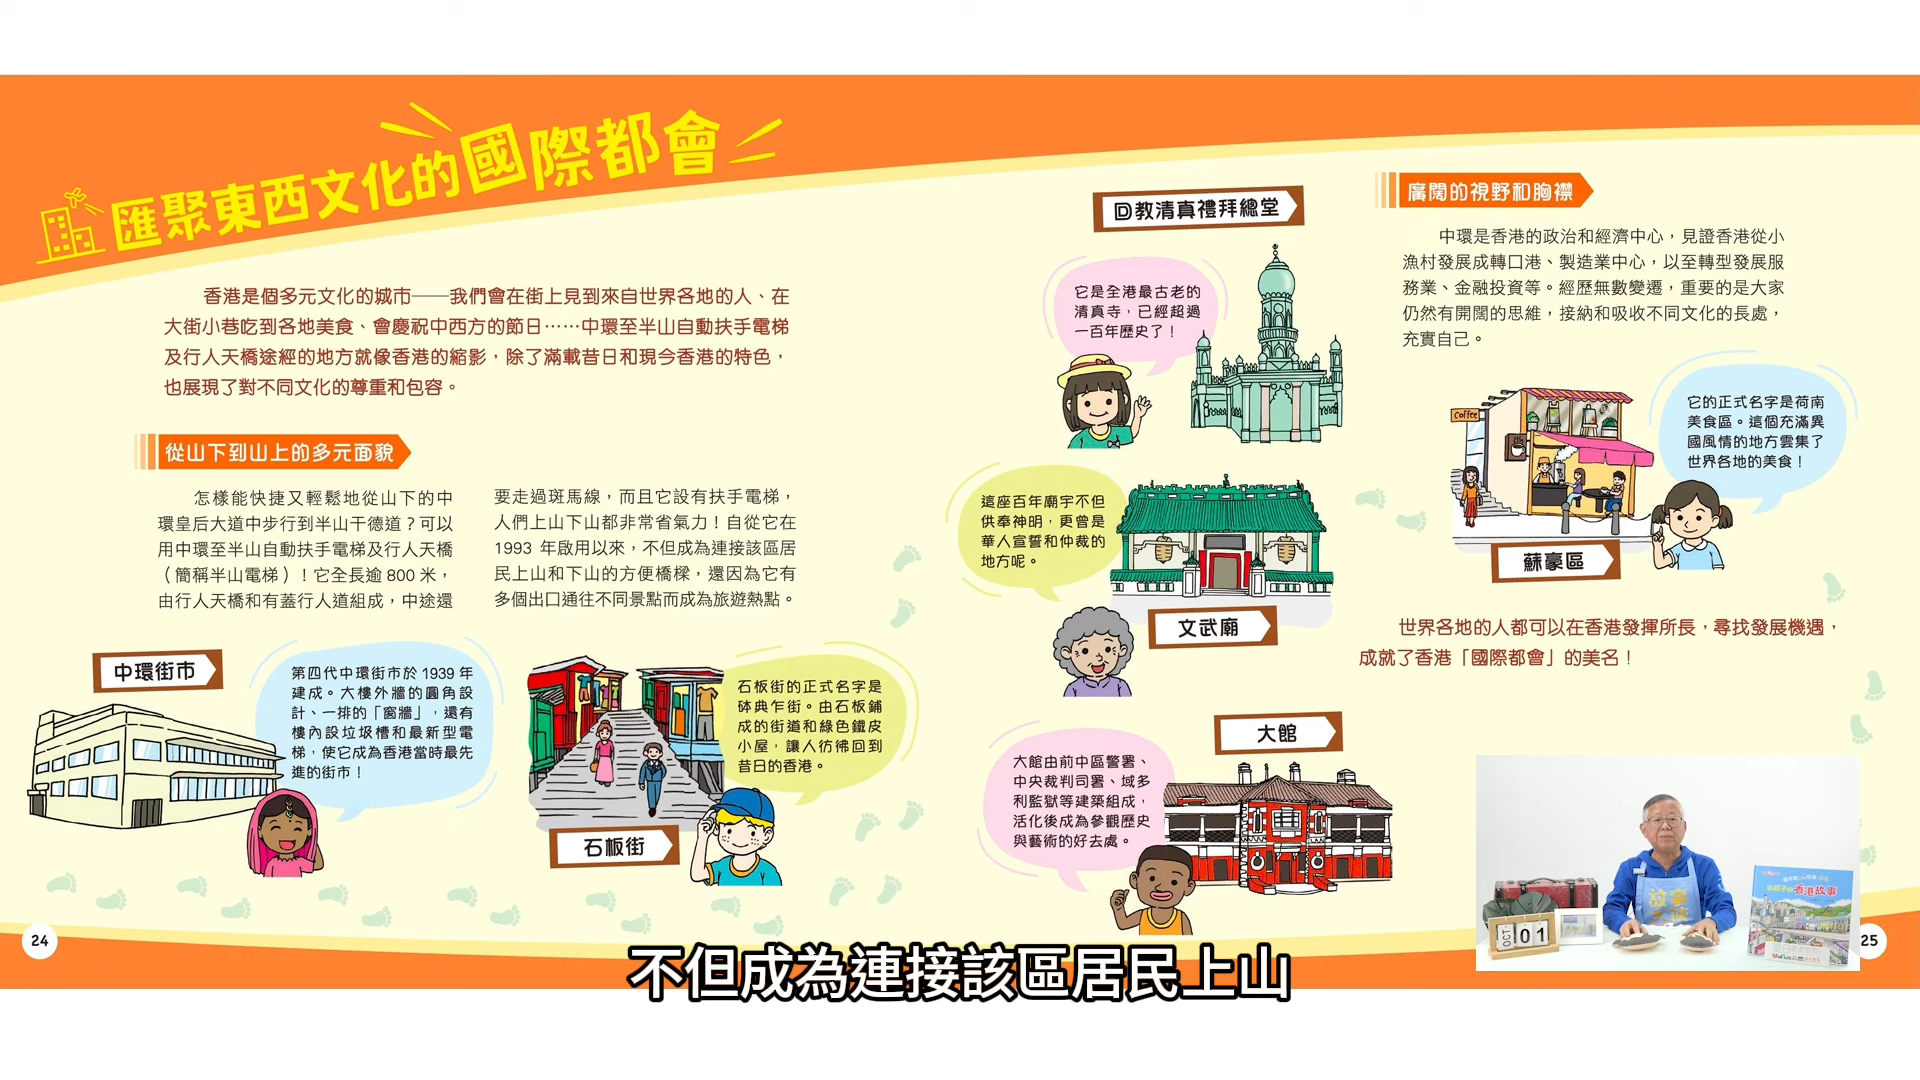 匯聚東西文化的國際都會
香港是個多元文化的城市——我們會在街上見到來自世界各地的人、在
大街小巷吃到各地美食、會慶祝中西方的節日……中環至半山自動扶手電梯
及行人天橋途經的地方就像香港的縮影，除了滿載昔日和現今香港的特色，
也展現了對不同文化的尊重和包容。
從山下到山上的多元面貌
怎樣能快捷又輕鬆地從山下的中
環皇后大道中步行到半山干德道？可以
用中環至半山自動扶手電梯及行人天橋
（簡稱半山電梯）！它全長逾 800 米，
由行人天橋和有蓋行人道組成，中途還
要走過斑馬線，而且它設有扶手電梯，
人們上山下山都非常省氣力！自從它在
1993 年啟用以來，不但成為連接該區居
民上山和下山的方便橋樑，還因為它有
多個出口通往不同景點而成為旅遊熱點。
中環街市
第四代中環街市於 1939 年
建成。大樓外牆的圓角設
計、一排的「窗牆」，還有
樓內設垃圾槽和最新型電
梯，使它成為香港當時最先
進的街市！
石板街的正式名字是
砵典乍街。由石板鋪
成的街道和綠色鐵皮
小屋，讓人彷彿回到
昔日的香港。
石板街
24
回教清真禮拜總堂
它是全港最古老的
清真寺，已經超過
一百年歷史了！
這座百年廟宇不但
供奉神明，更曾是
華人宣誓和仲裁的
地方呢。
文武廟
大館
大館由前中區警署、
中央裁判司署、域多
利監獄等建築組成，
活化後成為參觀歷史
與藝術的好去處。
廣闊的視野和胸襟
中環是香港的政治和經濟中心，見證香港從小
漁村發展成轉口港、製造業中心，以至轉型發展服
務業、金融投資等。經歷無數變遷，重要的是大家
仍然有開闊的思維，接納和吸收不同文化的長處，
充實自己。
Coffee
它的正式名字是荷南
美食區。這個充滿異
國風情的地方雲集了
世界各地的美食！
蘇豪區
世界各地的人都可以在香港發揮所長，尋找發展機遇，
成就了香港「國際都會」的美名！
故事
大使
香港故事
OCT
01
25
不但成為連接該區居民上山